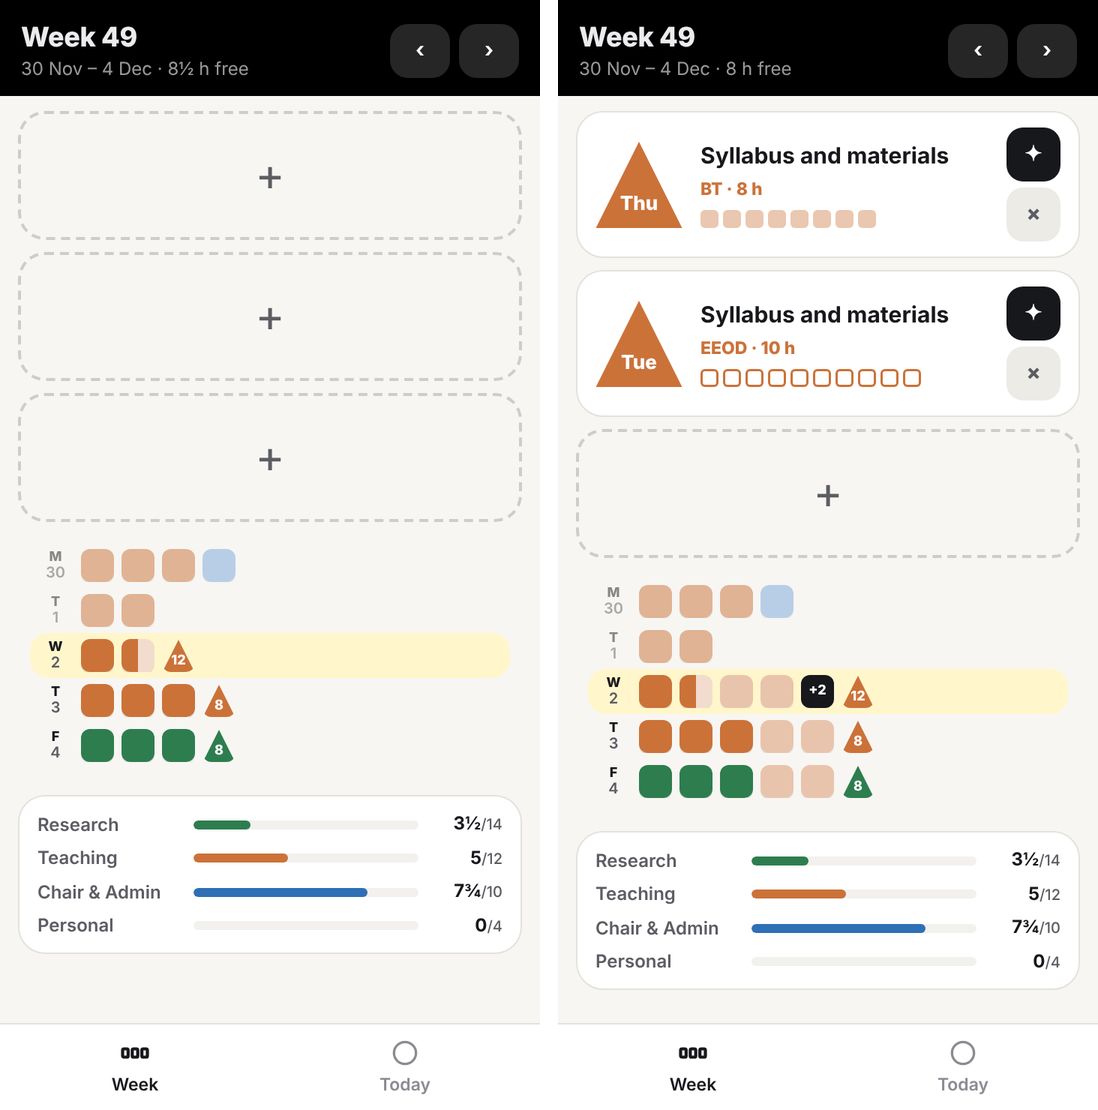 Week 49
30 Nov – 4 Dec · 8½ h free
‹ ›
+
+
+
M
30
T
1
W
2
12
T
3
8
F
4
8
Research 3½/14
Teaching 5/12
Chair & Admin 7¾/10
Personal 0/4
Week Today
Week 49
30 Nov – 4 Dec · 8 h free
‹ ›
Thu
Syllabus and materials
BT · 8 h
✦
×
Tue
Syllabus and materials
EEOD · 10 h
✦
×
+
M
30
T
1
W
2
+2 12
T
3
8
F
4
8
Research 3½/14
Teaching 5/12
Chair & Admin 7¾/10
Personal 0/4
Week Today